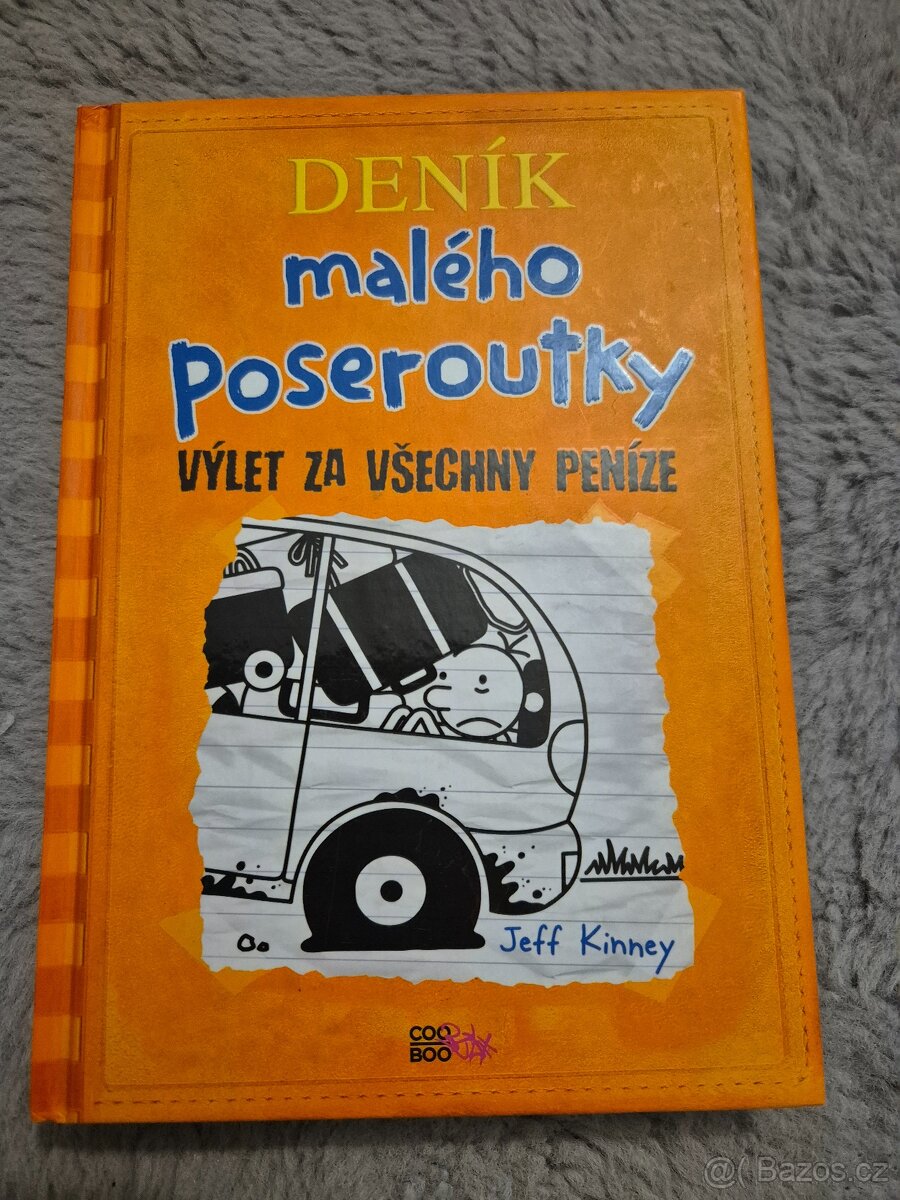 DENÍK
malého
poseroutky
VÝLET ZA VŠECHNY PENÍZE
Jeff Kinney
COO
BOO
@( Bazos.cz